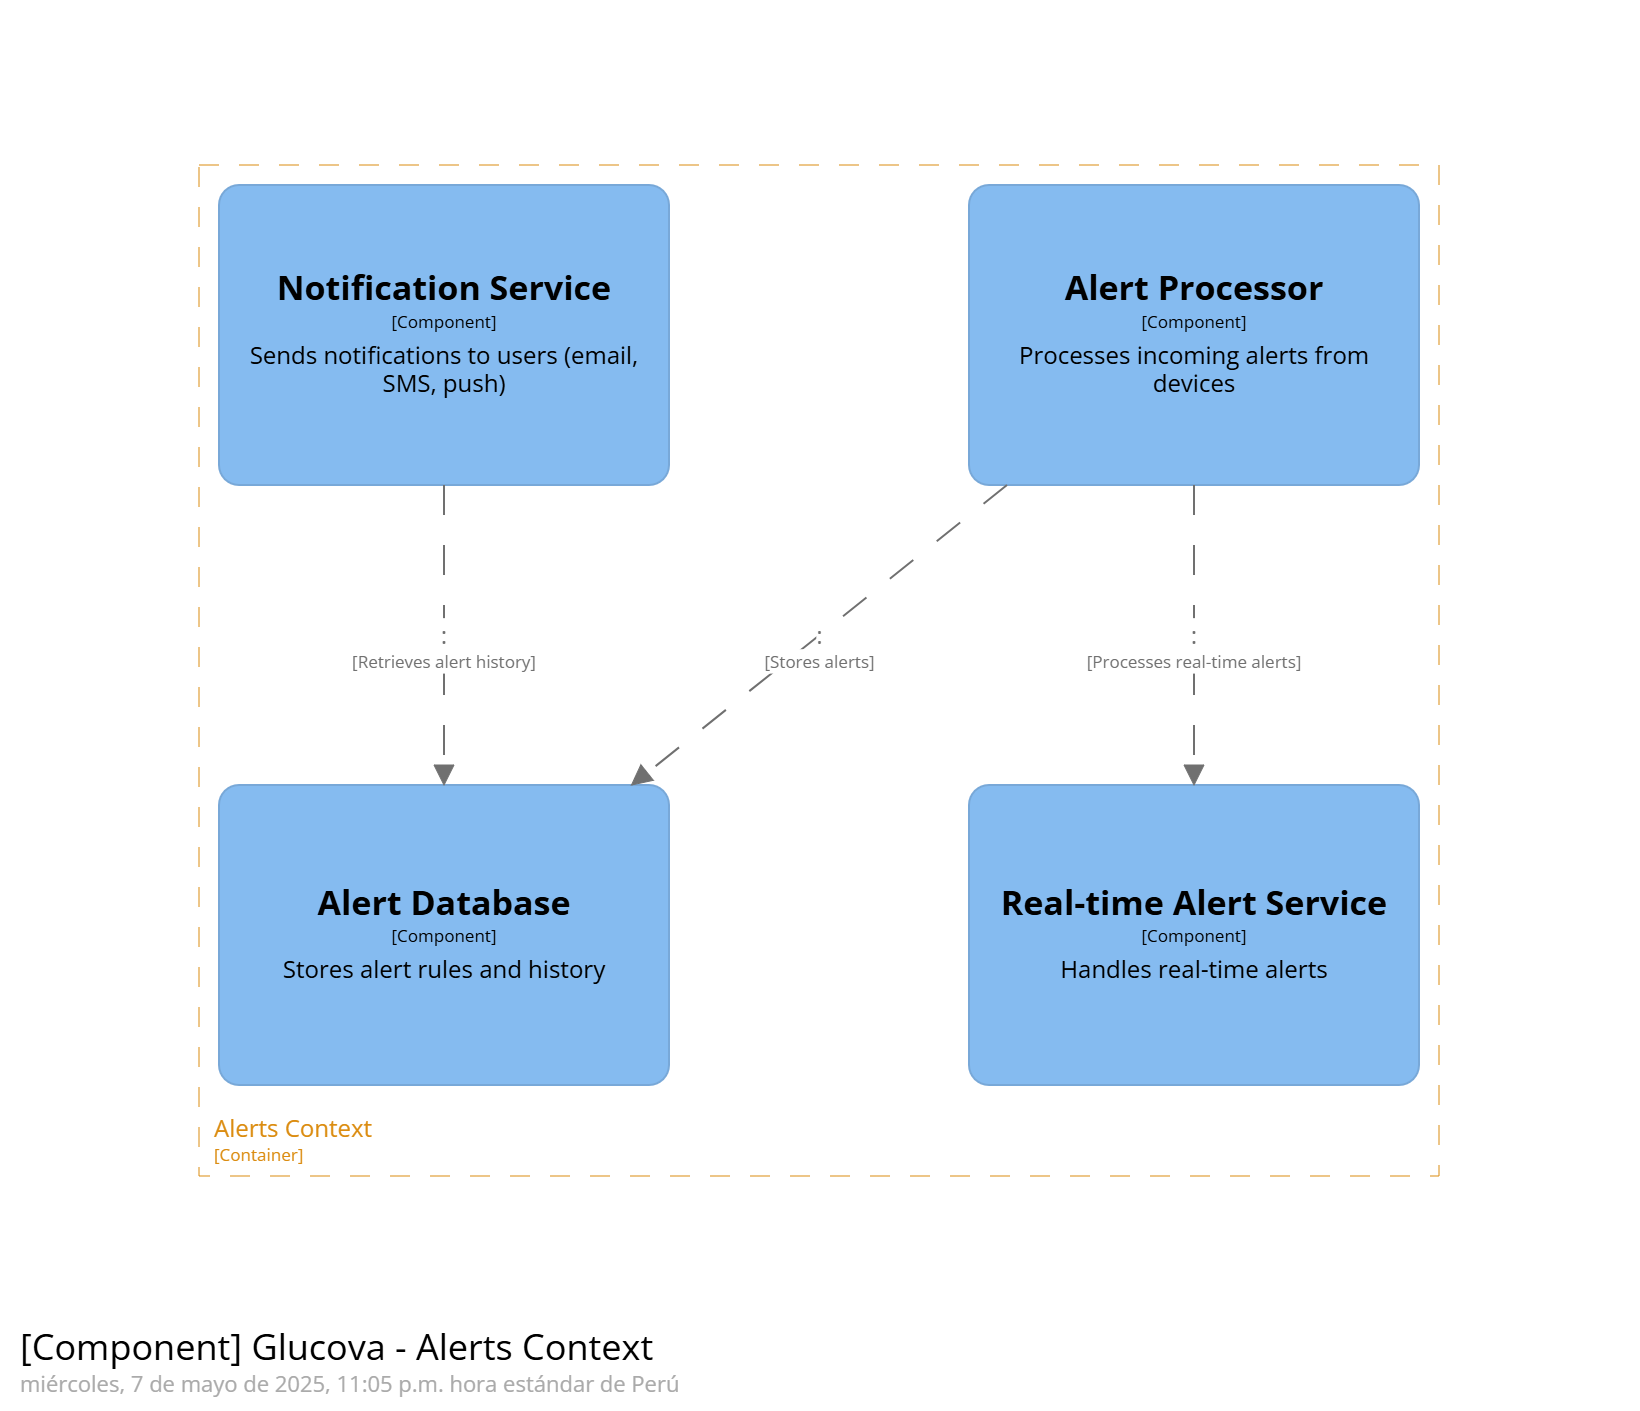 Notification Service
[Component]
Sends notifications to users (email,
SMS, push)
Alert Processor
[Component]
Processes incoming alerts from
devices
:
[Retrieves alert history]
:
[Stores alerts]
:
[Processes real-time alerts]
Alert Database
[Component]
Stores alert rules and history
Real-time Alert Service
[Component]
Handles real-time alerts
Alerts Context
[Container]
[Component] Glucova - Alerts Context
miércoles, 7 de mayo de 2025, 11:05 p.m. hora estándar de Perú